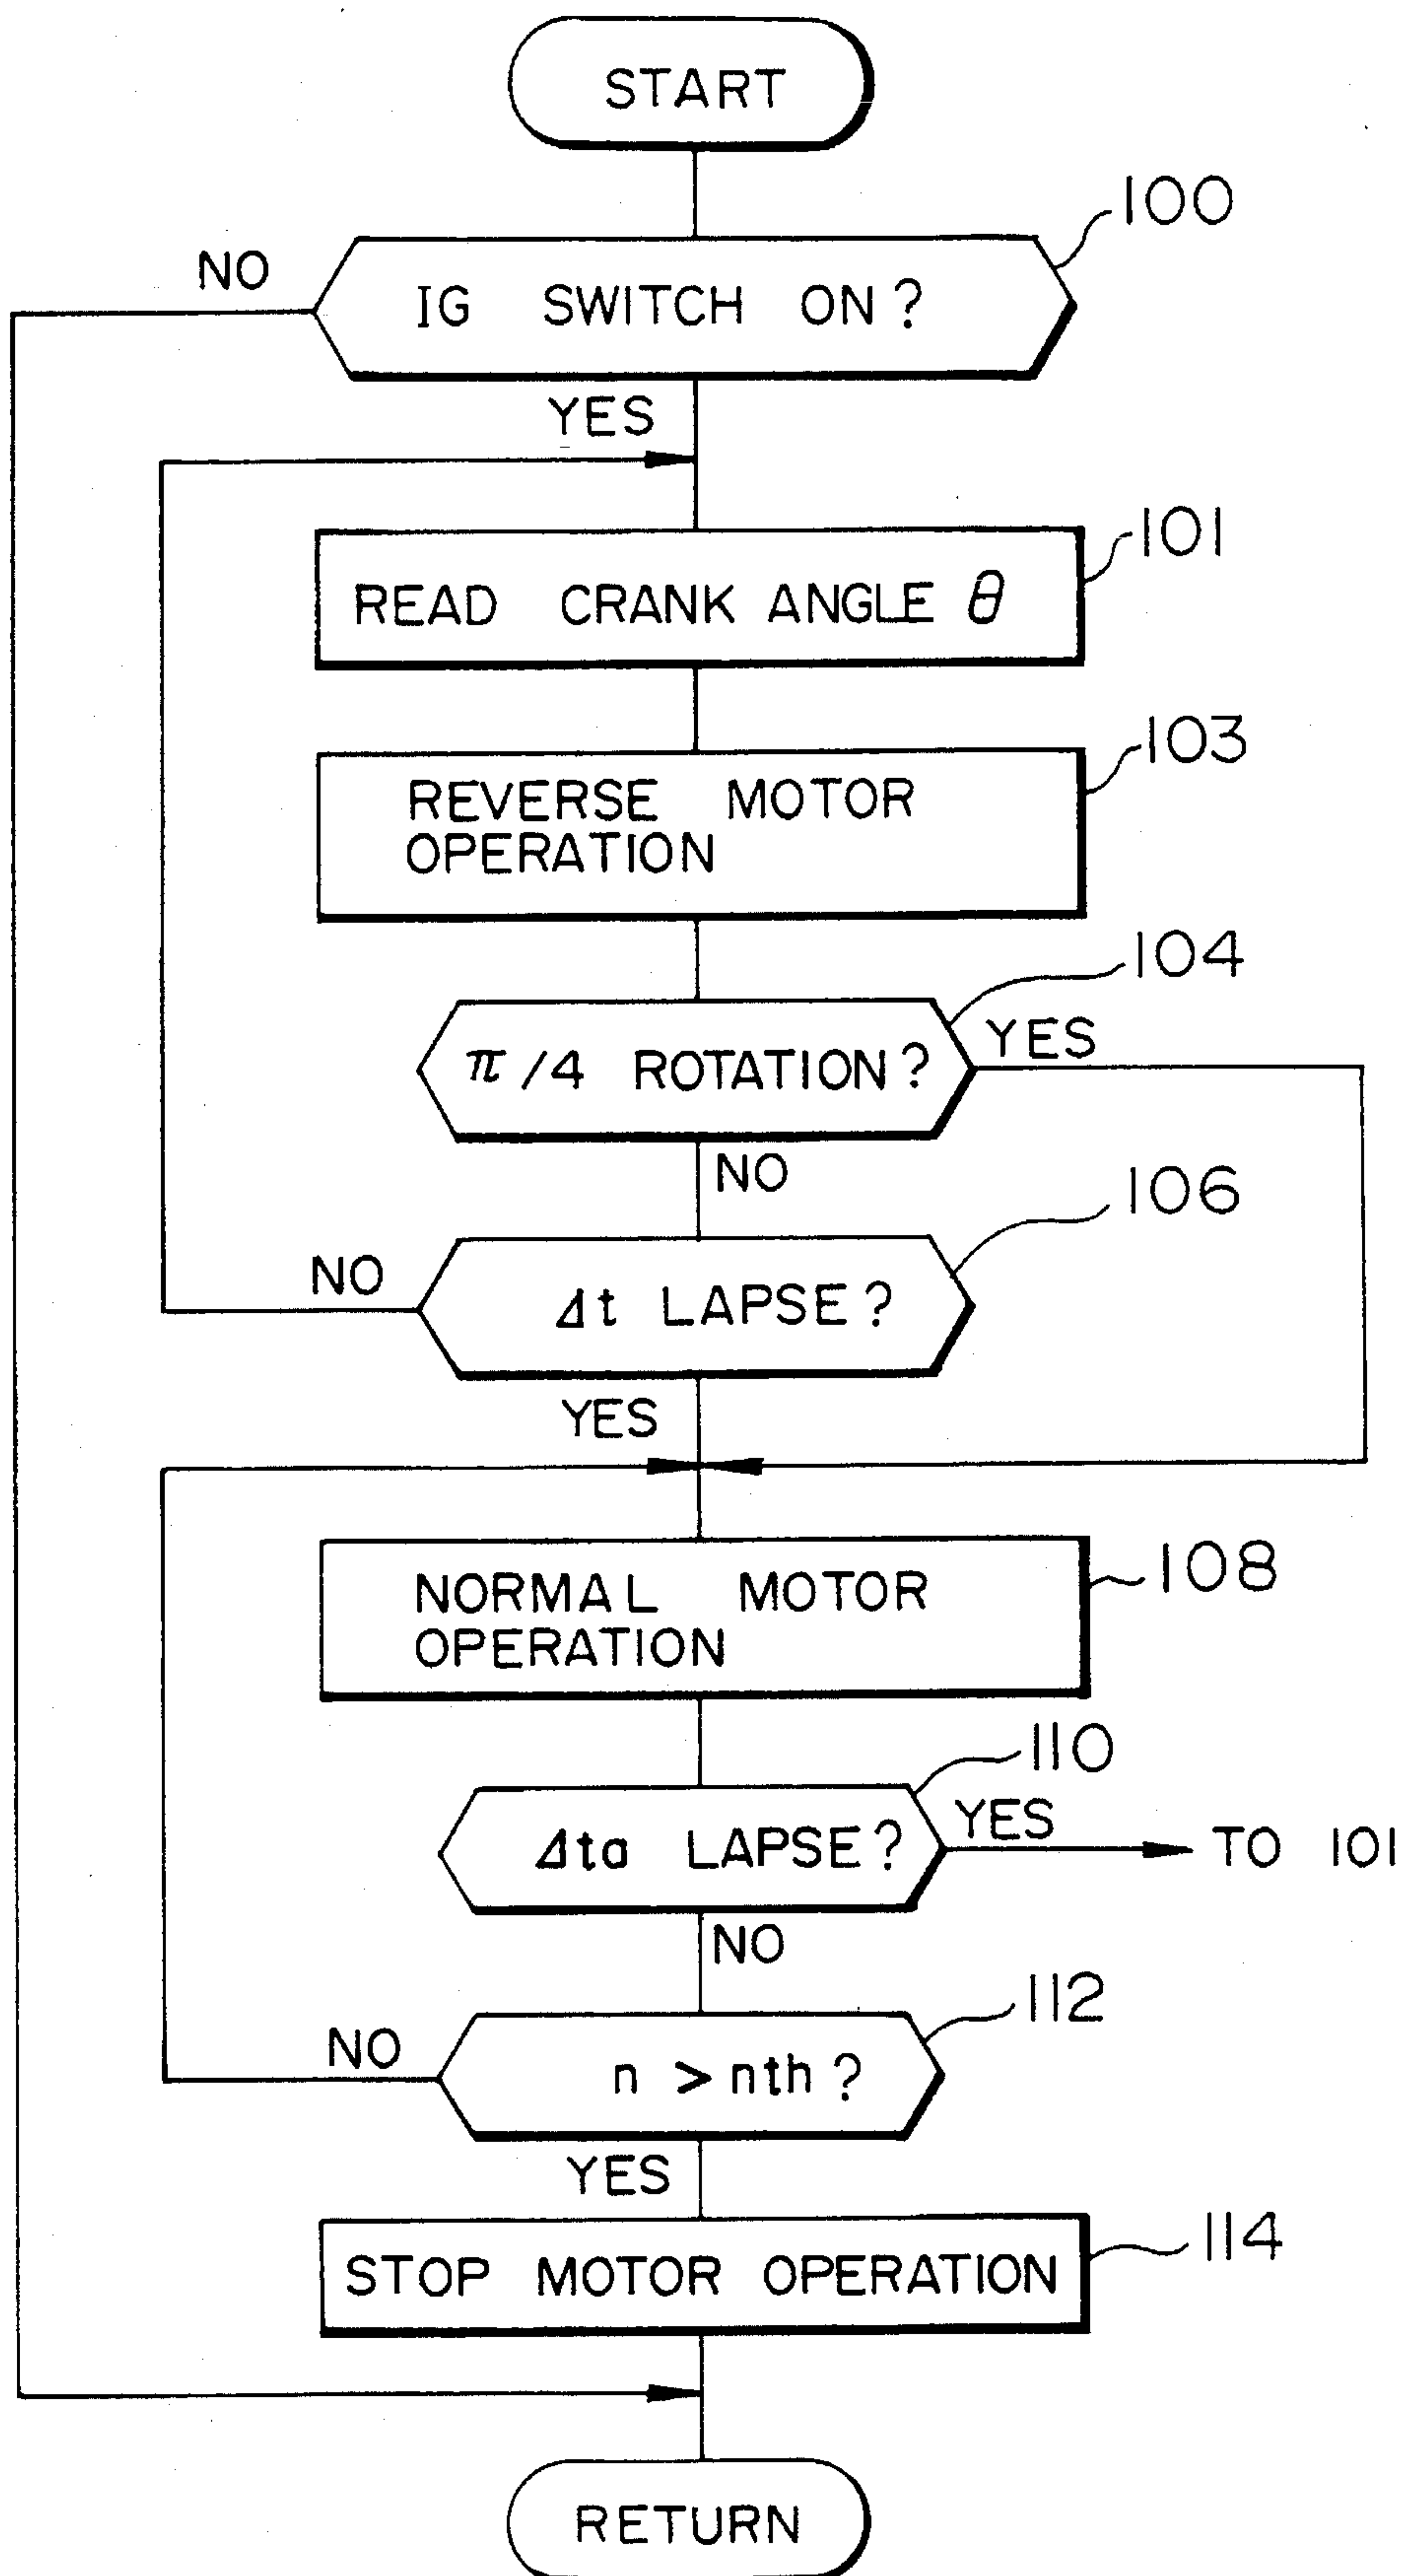 START
100
NO
IG SWITCH ON?
YES
101
READ CRANK ANGLE θ
103
REVERSE MOTOR
OPERATION
104
π/4 ROTATION?
YES
NO
106
NO
Δt LAPSE?
YES
NORMAL MOTOR
OPERATION
108
110
Δta LAPSE?
YES
TO 101
NO
112
NO
n > nth?
YES
114
STOP MOTOR OPERATION
RETURN